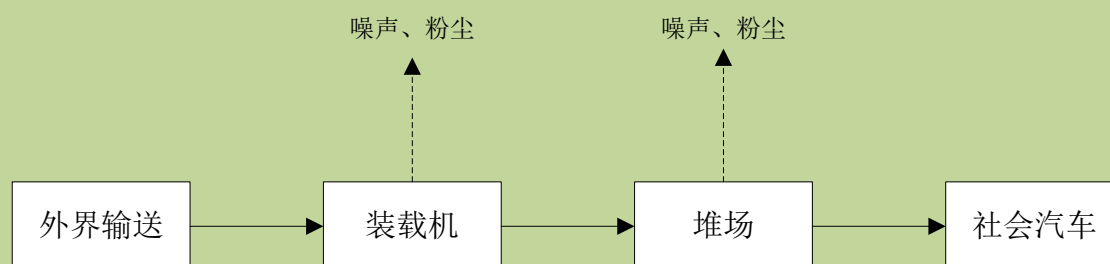 噪声、粉尘
噪声、粉尘
外界输送
装载机
堆场
社会汽车